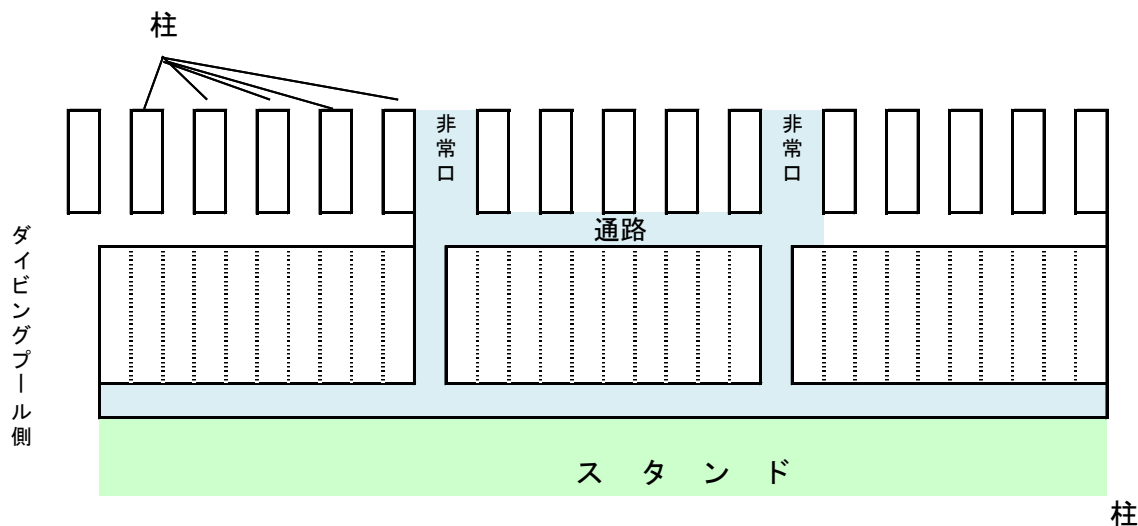 柱
非常口
非常口
通路
ダイビングプール側
スタンド
柱